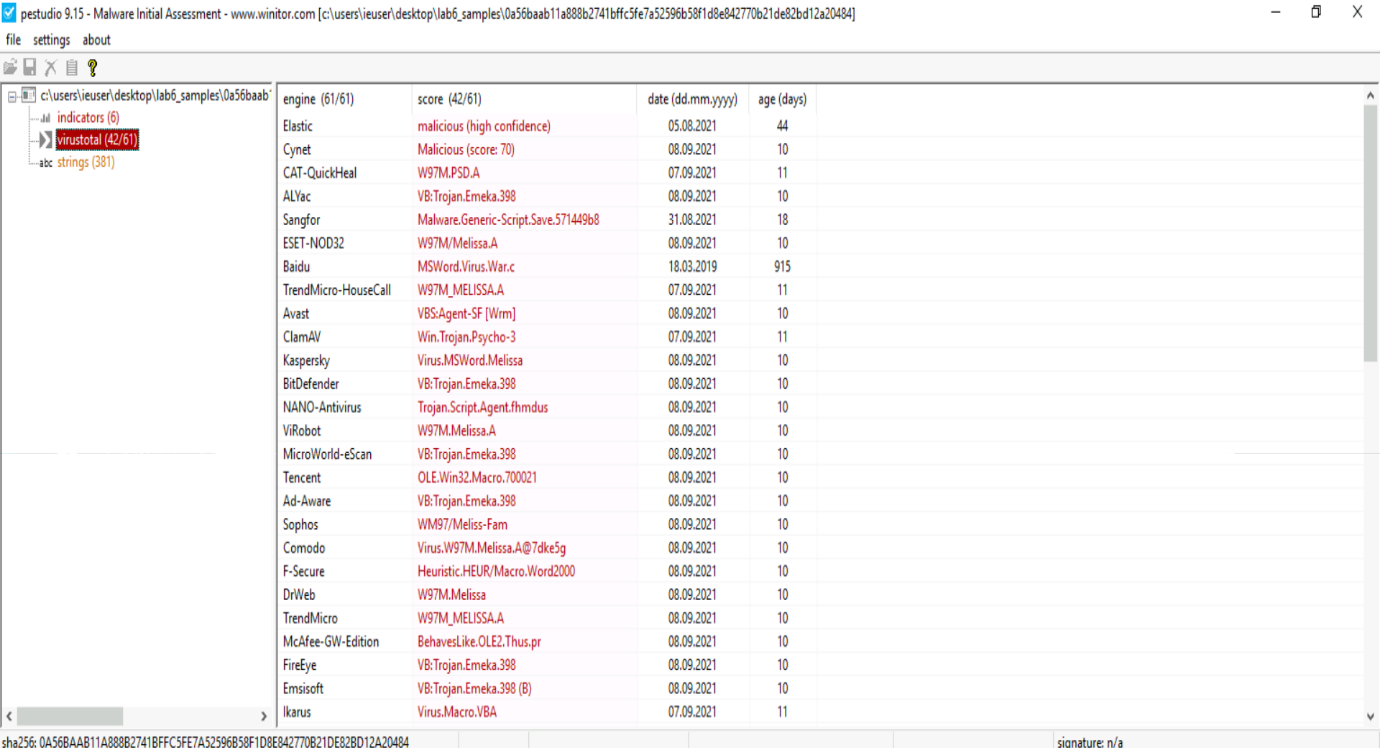 pestudio 9.15 - Malware Initial Assessment - www.winitor.com [c:\users\ieuser\desktop\lab6_samples\0a56baab11a888b2741bffc5fe7a52596b58f1d8e842770b21de82bd12a20484]
file settings about
c:\users\ieuser\desktop\lab6_samples\0a56baab1
indicators (6)
virustotal (42/61)
abc strings (381)
engine (61/61) score (42/61) date (dd.mm.yyyy) age (days)
Elastic malicious (high confidence) 05.08.2021 44
Cynet Malicious (score: 70) 08.09.2021 10
CAT-QuickHeal W97M.PSD.A 07.09.2021 11
ALYac VB:Trojan.Emeka.398 08.09.2021 10
Sangfor Malware.Generic-Script.Save.571449b8 31.08.2021 18
ESET-NOD32 W97M/Melissa.A 08.09.2021 10
Baidu MSWord.Virus.War.c 18.03.2019 915
TrendMicro-HouseCall W97M_MELISSA.A 07.09.2021 11
Avast VBS:Agent-SF [Wrm] 08.09.2021 10
ClamAV Win.Trojan.Psycho-3 07.09.2021 11
Kaspersky Virus.MSWord.Melissa 08.09.2021 10
BitDefender VB:Trojan.Emeka.398 08.09.2021 10
NANO-Antivirus Trojan.Script.Agent.fhmdus 08.09.2021 10
ViRobot W97M.Melissa.A 08.09.2021 10
MicroWorld-eScan VB:Trojan.Emeka.398 08.09.2021 10
Tencent OLE.Win32.Macro.700021 08.09.2021 10
Ad-Aware VB:Trojan.Emeka.398 08.09.2021 10
Sophos WM97/Meliss-Fam 08.09.2021 10
Comodo Virus.W97M.Melissa.A@7dke5g 08.09.2021 10
F-Secure Heuristic.HEUR/Macro.Word2000 08.09.2021 10
DrWeb W97M.Melissa 08.09.2021 10
TrendMicro W97M_MELISSA.A 08.09.2021 10
McAfee-GW-Edition BehavesLike.OLE2.Thus.pr 08.09.2021 10
FireEye VB:Trojan.Emeka.398 08.09.2021 10
Emsisoft VB:Trojan.Emeka.398 (B) 08.09.2021 10
Ikarus Virus.Macro.VBA 07.09.2021 11
sha256: 0A56BAAB11A888B2741BFFC5FE7A52596B58F1D8E842770B21DE82BD12A20484 signature: n/a